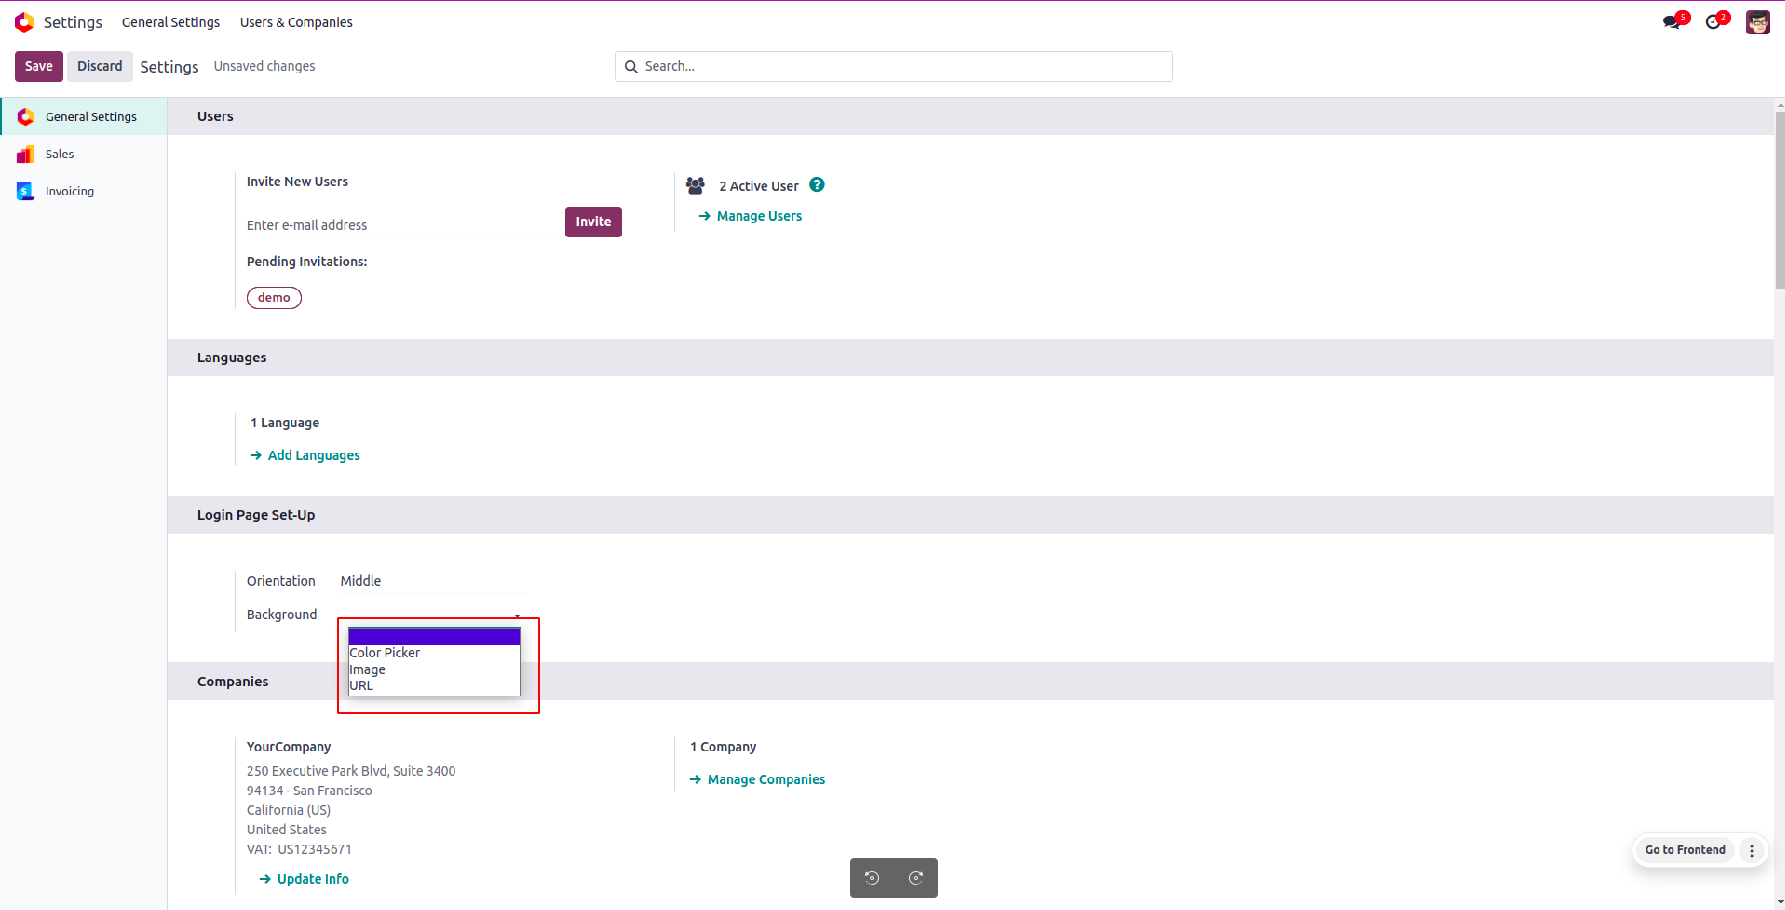 Settings General Settings Users & Companies 5 2
Save Discard Settings Unsaved changes Search...
General Settings
Sales
Invoicing
Users
Invite New Users
Enter e-mail address Invite
Pending Invitations:
demo
2 Active User ?
→ Manage Users
Languages
1 Language
→ Add Languages
Login Page Set-Up
Orientation Middle
Background
Color Picker
Image
URL
Companies
YourCompany
250 Executive Park Blvd, Suite 3400
94134 - San Francisco
California (US)
United States
VAT: US12345671
→ Update Info
1 Company
→ Manage Companies
Go to Frontend